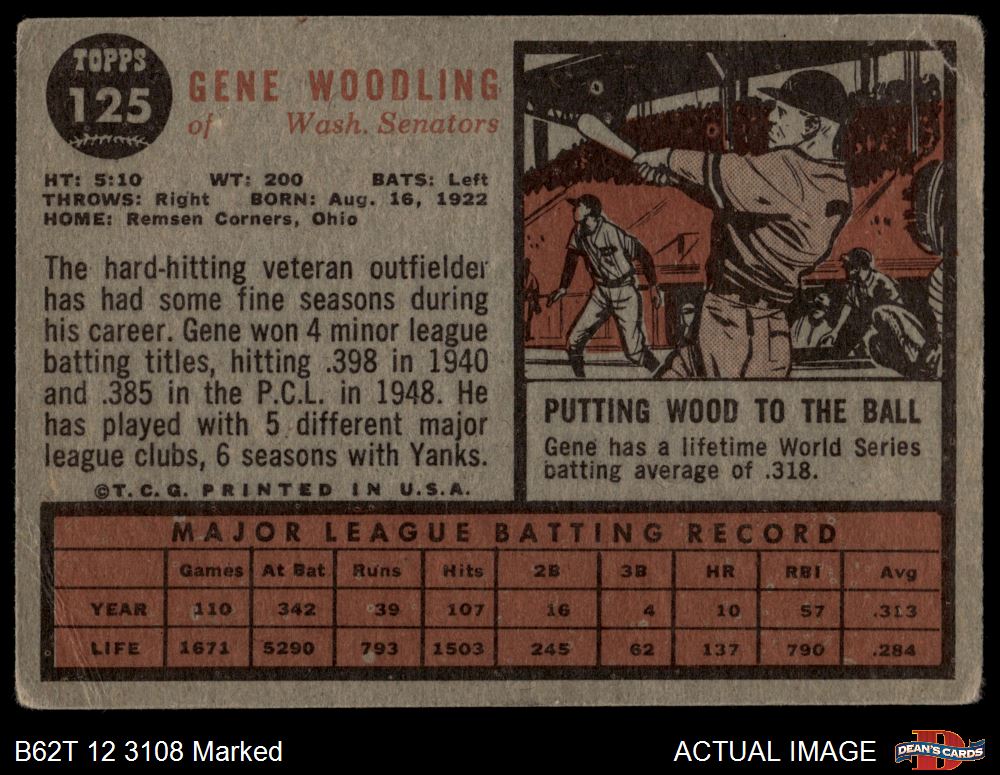 TOPPS
125
GENE WOODLING
of Wash. Senators
HT: 5:10 WT: 200 BATS: Left
THROWS: Right BORN: Aug. 16, 1922
HOME: Remsen Corners, Ohio
The hard-hitting veteran outfielder
has had some fine seasons during
his career. Gene won 4 minor league
batting titles, hitting .398 in 1940
and .385 in the P.C.L. in 1948. He
has played with 5 different major
league clubs, 6 seasons with Yanks.
©T. C. G. PRINTED IN U.S.A.
PUTTING WOOD TO THE BALL
Gene has a lifetime World Series
batting average of .318.
MAJOR LEAGUE BATTING RECORD
Games At Bat Runs Hits 2B 3B HR RBI Avg
YEAR 110 342 39 107 16 4 10 57 .313
LIFE 1671 5290 793 1503 245 62 137 790 .284
B62T 12 3108 Marked
ACTUAL IMAGE
D
DEAN'S CARDS